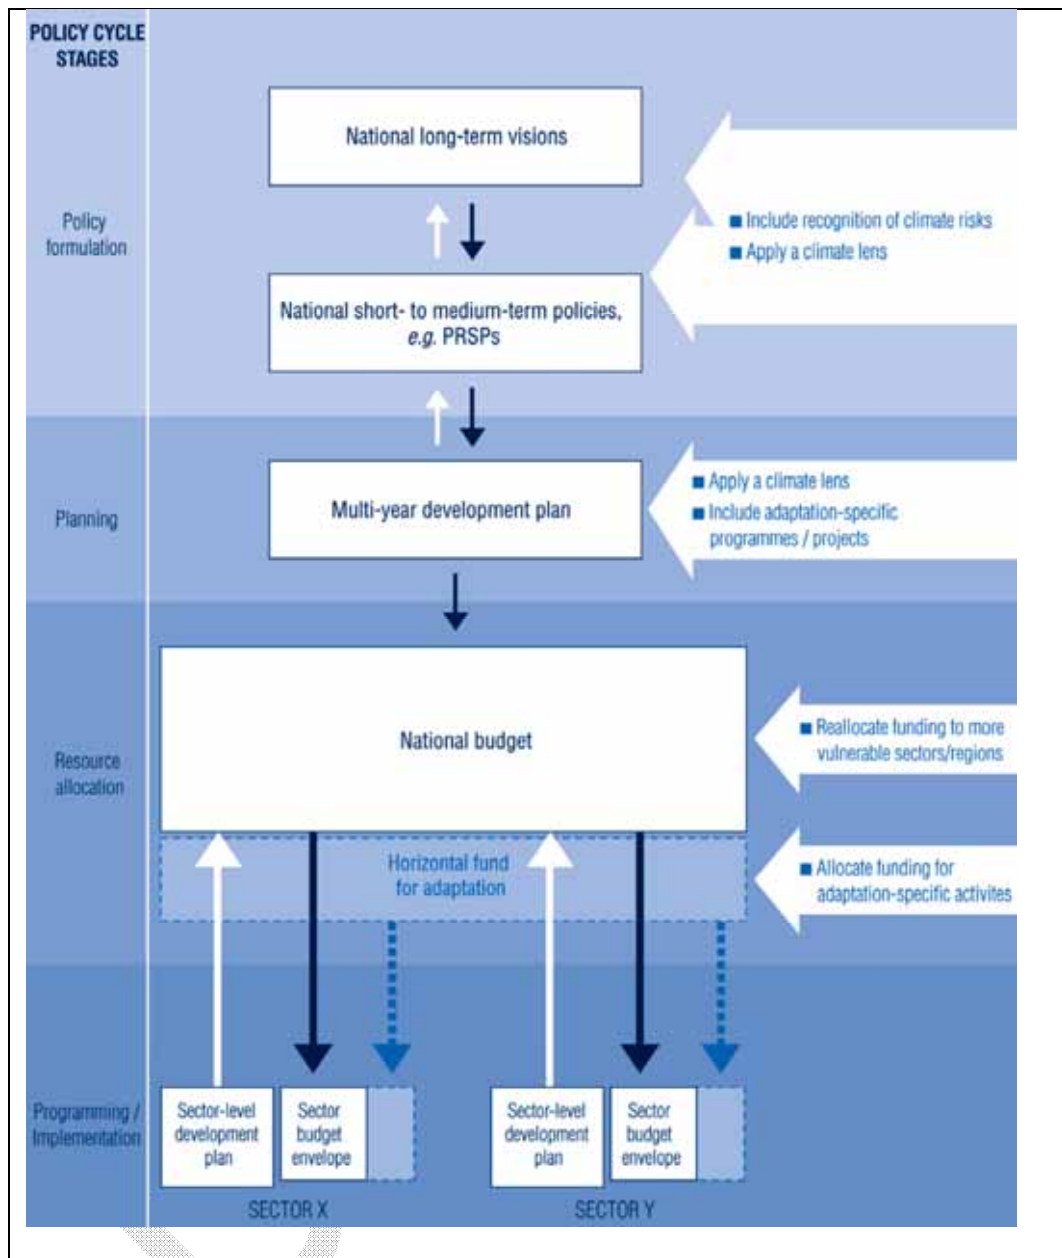 POLICY CYCLE
STAGES
National long-term visions
Policy
formulation
■ Include recognition of climate risks
■ Apply a climate lens
National short- to medium-term policies,
e.g. PRSPs
Planning
Multi-year development plan
■ Apply a climate lens
■ Include adaptation-specific
programmes / projects
Resource
allocation
National budget
■ Reallocate funding to more
vulnerable sectors/regions
Horizontal fund
for adaptation
■ Allocate funding for
adaptation-specific activites
Programming /
Implementation
Sector-level
development
plan
Sector
budget
envelope
SECTOR X
Sector-level
development
plan
Sector
budget
envelope
SECTOR Y